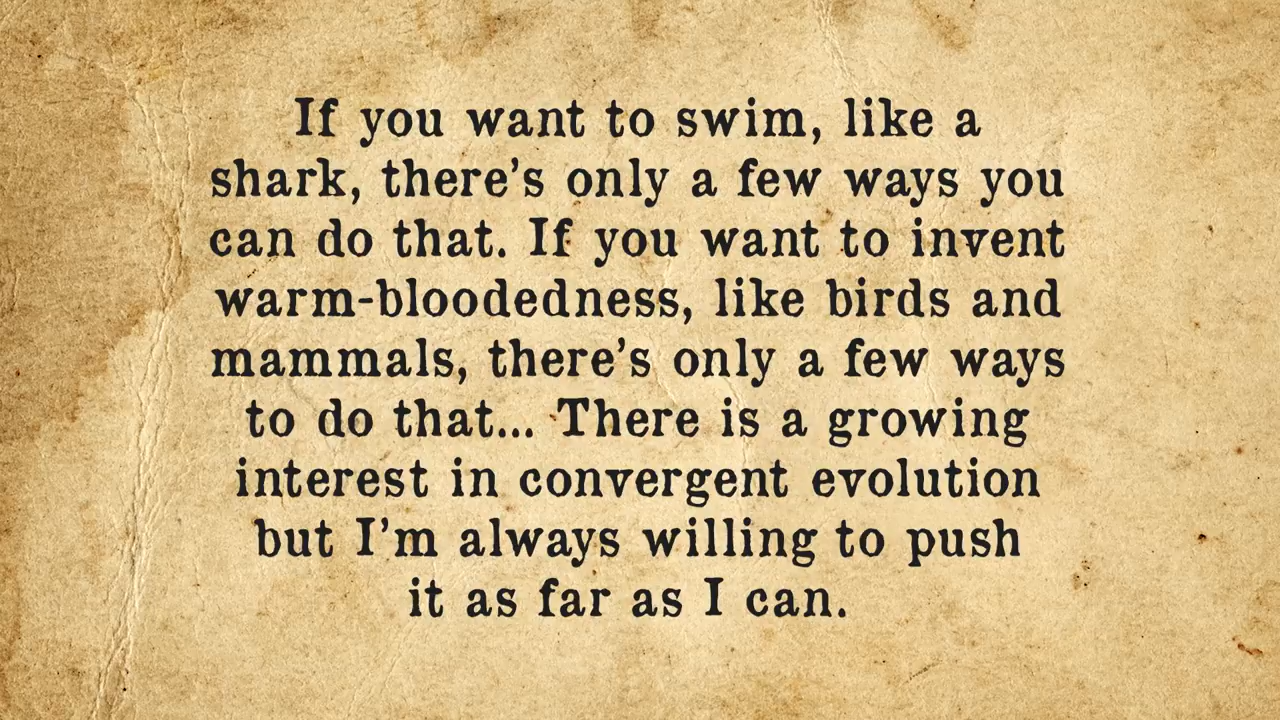 If you want to swim, like a
shark, there’s only a few ways you
can do that. If you want to invent
warm-bloodedness, like birds and
mammals, there’s only a few ways
to do that... There is a growing
interest in convergent evolution
but I’m always willing to push
it as far as I can.